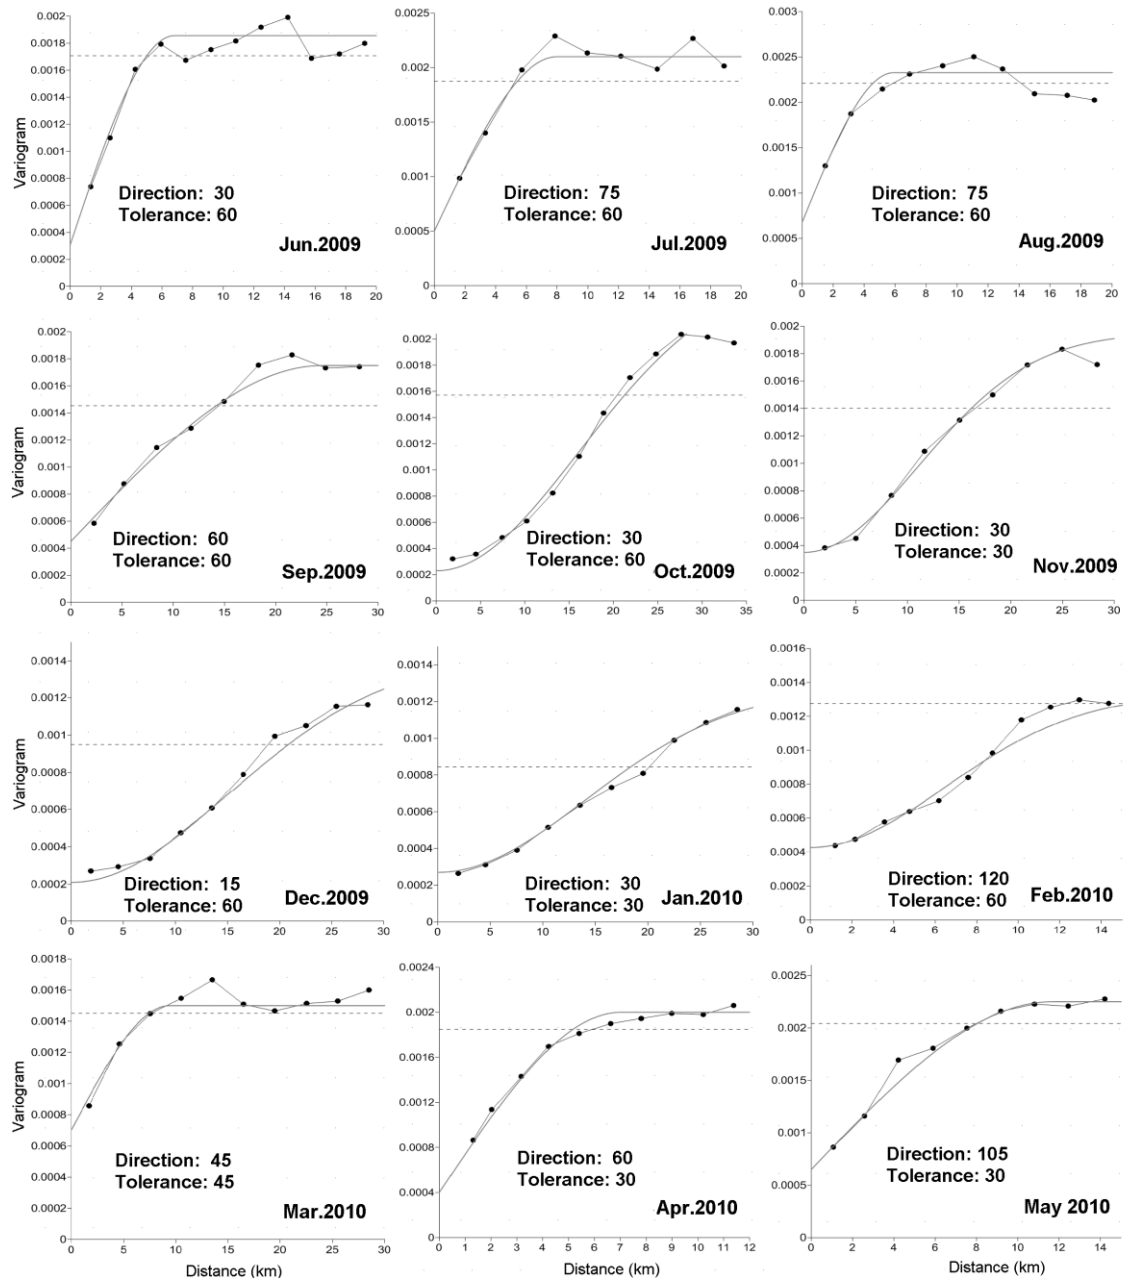 0.002
0.0018
0.0016
0.0014
0.0012
0.001
0.0008
0.0006
0.0004
0.0002
0
Variogram
Direction: 30
Tolerance: 60
Jun.2009
0 2 4 6 8 10 12 14 16 18 20
0.0025
0.002
0.0015
0.001
0.0005
0
Direction: 75
Tolerance: 60
Jul.2009
0 2 4 6 8 10 12 14 16 18 20
0.003
0.0025
0.002
0.0015
0.001
0.0005
0
Direction: 75
Tolerance: 60
Aug.2009
0 2 4 6 8 10 12 14 16 18 20
0.002
0.0018
0.0016
0.0014
0.0012
0.001
0.0008
0.0006
0.0004
0.0002
0
Variogram
Direction: 60
Tolerance: 60
Sep.2009
0 5 10 15 20 25 30
0.002
0.0018
0.0016
0.0014
0.0012
0.001
0.0008
0.0006
0.0004
0.0002
0
Direction: 30
Tolerance: 60
Oct.2009
0 5 10 15 20 25 30 35
0.002
0.0018
0.0016
0.0014
0.0012
0.001
0.0008
0.0006
0.0004
0.0002
0
Direction: 30
Tolerance: 30
Nov.2009
0 5 10 15 20 25 30
0.0014
0.0012
0.001
0.0008
0.0006
0.0004
0.0002
0
Variogram
Direction: 15
Tolerance: 60
Dec.2009
0 5 10 15 20 25 30
0.0014
0.0012
0.001
0.0008
0.0006
0.0004
0.0002
0
Direction: 30
Tolerance: 30
Jan.2010
0 5 10 15 20 25 30
0.0016
0.0014
0.0012
0.001
0.0008
0.0006
0.0004
0.0002
0
Direction: 120
Tolerance: 60
Feb.2010
0 2 4 6 8 10 12 14
0.0018
0.0016
0.0014
0.0012
0.001
0.0008
0.0006
0.0004
0.0002
0
Variogram
Direction: 45
Tolerance: 45
Mar.2010
0 5 10 15 20 25 30
Distance (km)
0.0024
0.002
0.0016
0.0012
0.0008
0.0004
0
Direction: 60
Tolerance: 30
Apr.2010
0 1 2 3 4 5 6 7 8 9 10 11 12
Distance (km)
0.0025
0.002
0.0015
0.001
0.0005
0
Direction: 105
Tolerance: 30
May 2010
0 2 4 6 8 10 12 14
Distance (km)